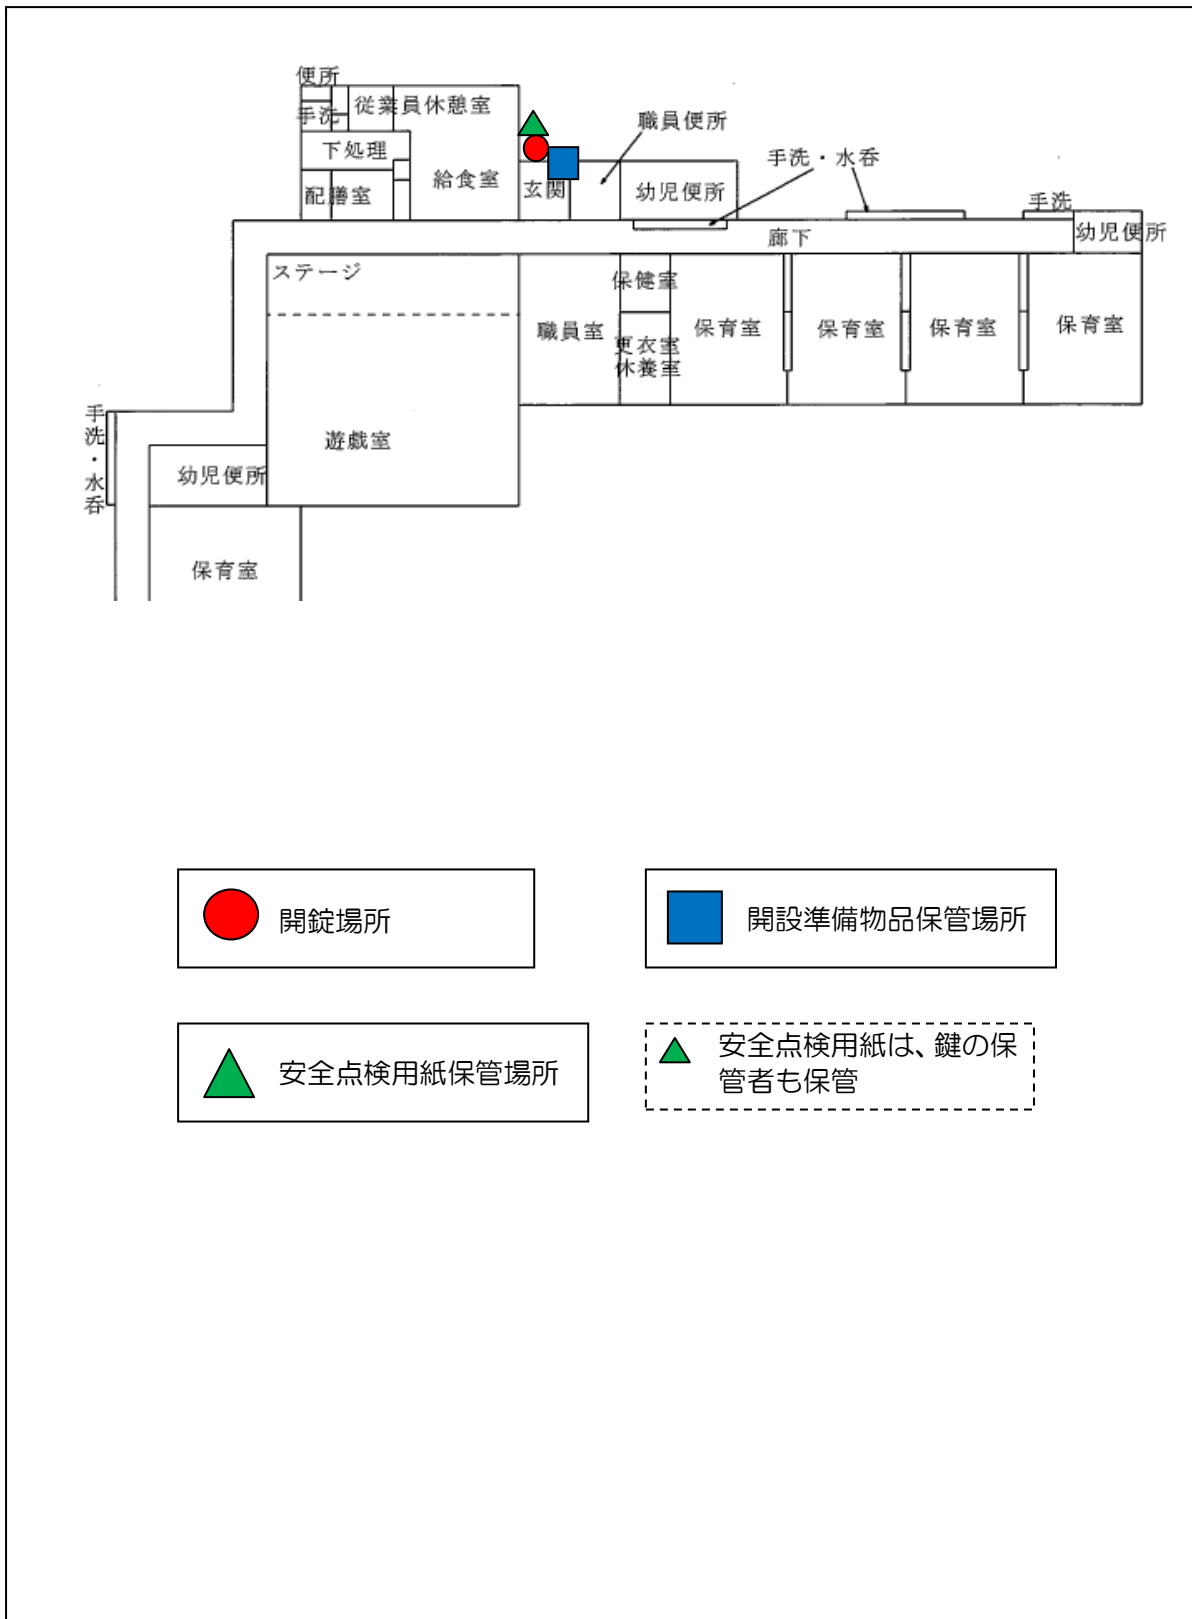 便所
手洗
従業員休憩室
職員便所
下処理
手洗・水呑
給食室
玄関
幼児便所
配膳室
手洗
廊下
幼児便所
ステージ
保健室
職員室
保育室
保育室
保育室
保育室
更衣室
休養室
手洗・水呑
遊戯室
幼児便所
保育室
開錠場所
開設準備物品保管場所
安全点検用紙保管場所
安全点検用紙は、鍵の保
管者も保管